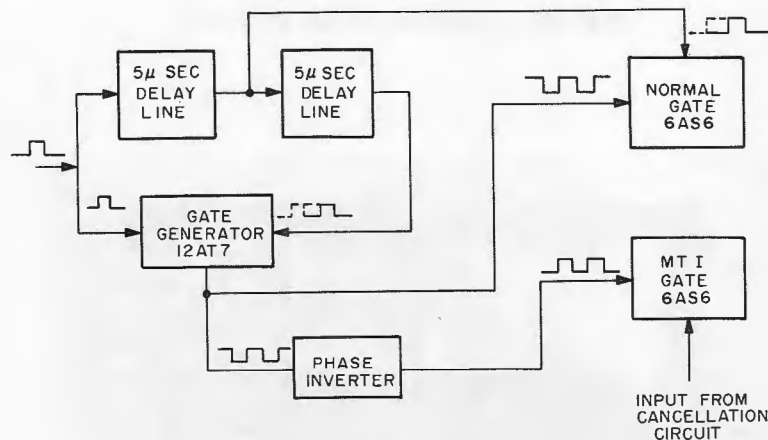 5μ SEC
DELAY
LINE
5μ SEC
DELAY
LINE
NORMAL
GATE
6AS6
GATE
GENERATOR
12AT7
MT I
GATE
6AS6
PHASE
INVERTER
INPUT FROM
CANCELLATION
CIRCUIT